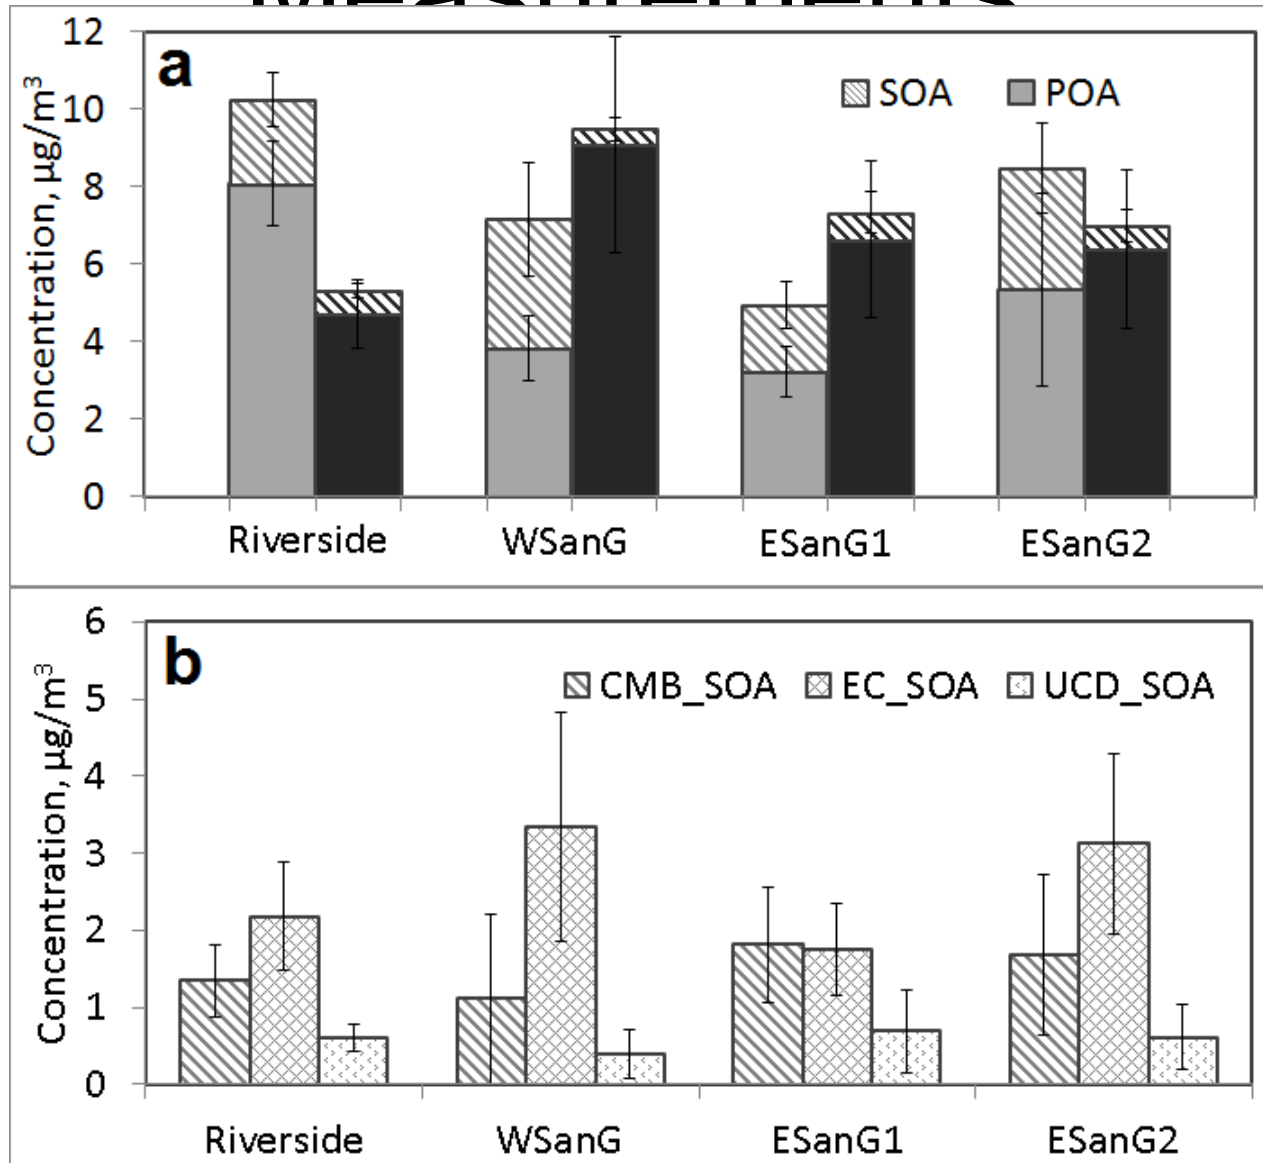 Measurements
12
a
SOA POA
10
8
6
4
2
0
Concentration, µg/m³
Riverside WSanG ESanG1 ESanG2
6
b
CMB_SOA EC_SOA UCD_SOA
5
4
3
2
1
0
Concentration, µg/m³
Riverside WSanG ESanG1 ESanG2